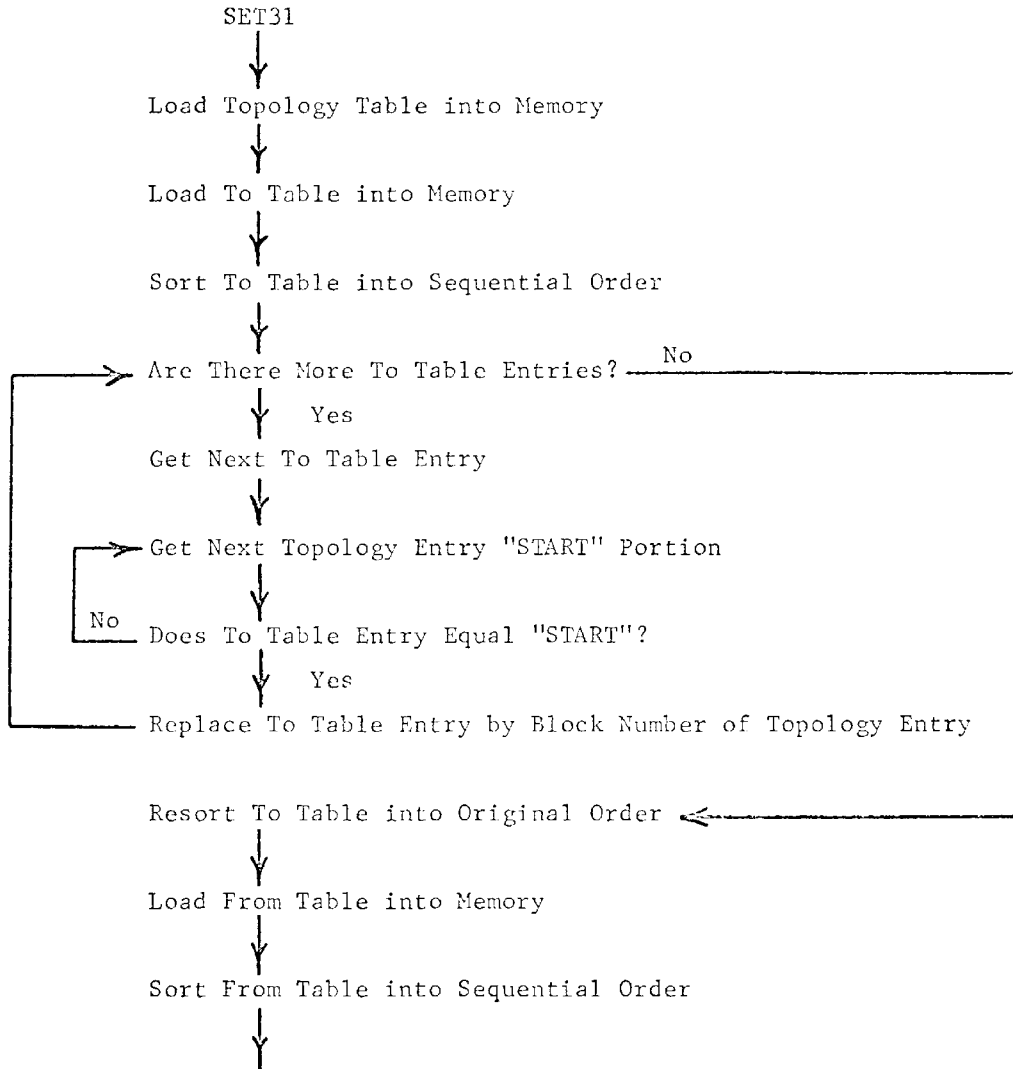 SET31
Load Topology Table into Memory
Load To Table into Memory
Sort To Table into Sequential Order
Are There More To Table Entries?
No
Yes
Get Next To Table Entry
Get Next Topology Entry "START" Portion
No
Does To Table Entry Equal "START"?
Yes
Replace To Table Entry by Block Number of Topology Entry
Resort To Table into Original Order
Load From Table into Memory
Sort From Table into Sequential Order